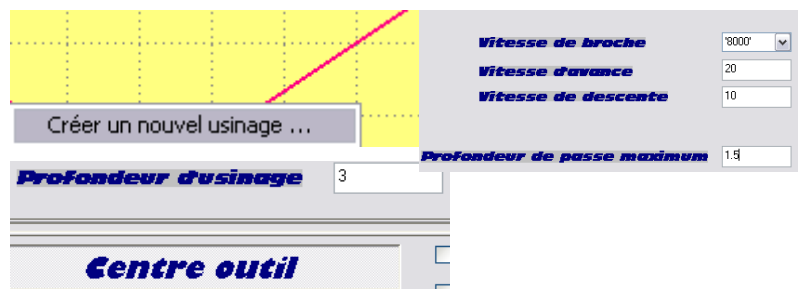 Créer un nouvel usinage ...
Profondeur d'usinage 3
Centre outil
Vitesse de broche '8000'
Vitesse d'avance 20
Vitesse de descente 10
Profondeur de passe maximum 1.5